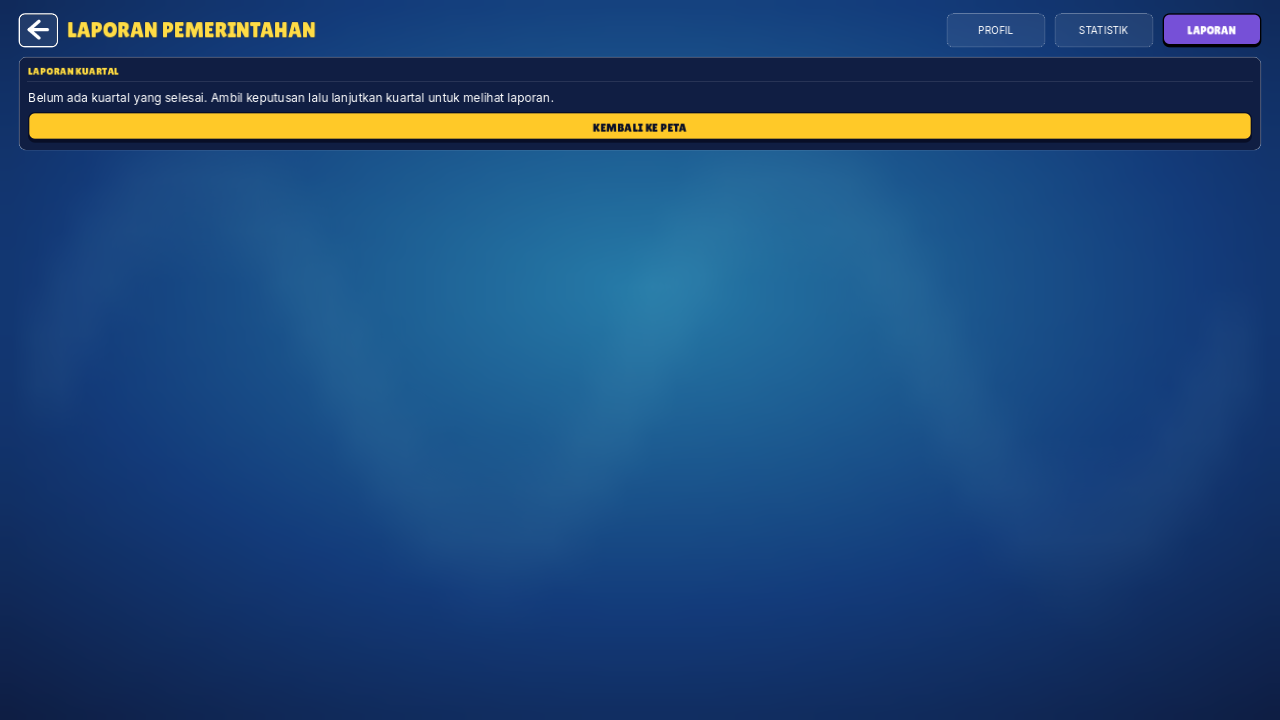 LAPORAN PEMERINTAHAN
PROFIL
STATISTIK
LAPORAN
LAPORAN KUARTAL
Belum ada kuartal yang selesai. Ambil keputusan lalu lanjutkan kuartal untuk melihat laporan.
KEMBALI KE PETA